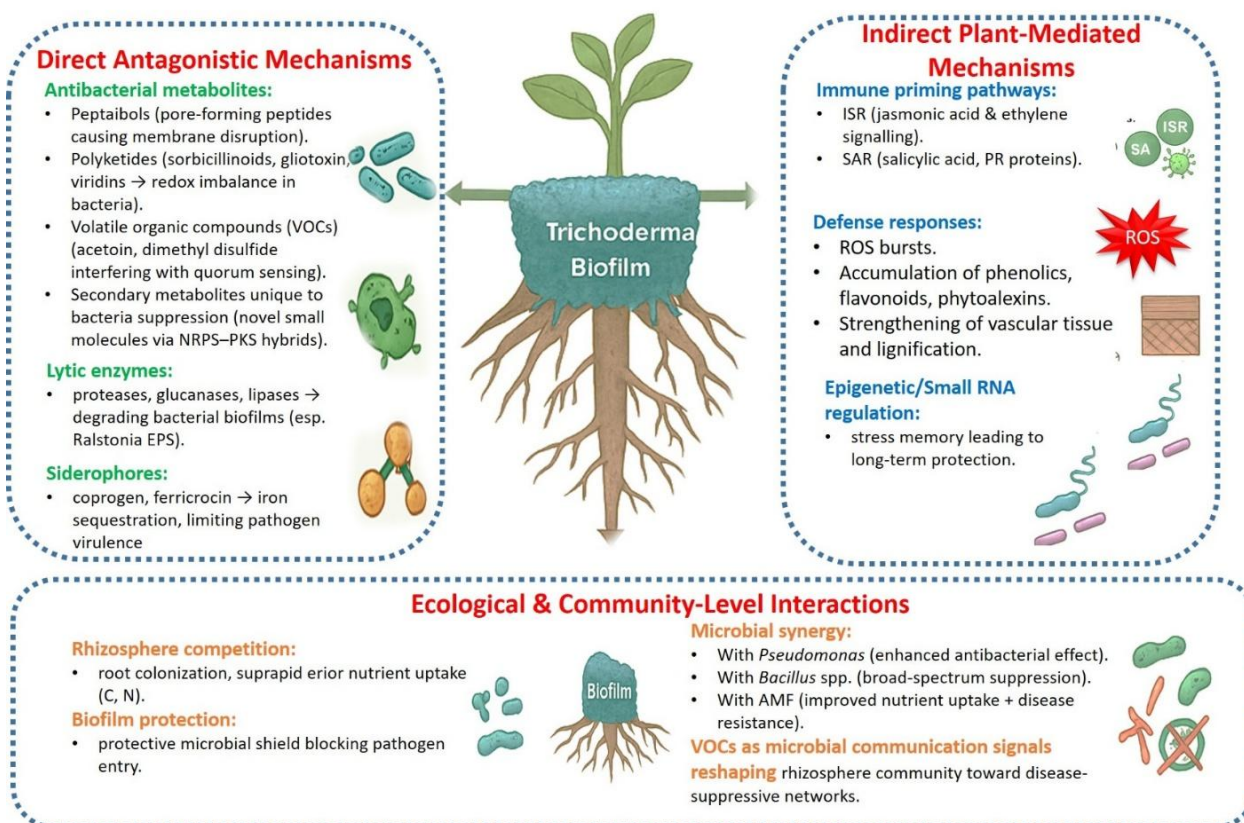 Direct Antagonistic Mechanisms
Antibacterial metabolites:
• Peptaibols (pore-forming peptides
causing membrane disruption).
• Polyketides (sorbicillinoids, gliotoxin,
viridins → redox imbalance in
bacteria).
• Volatile organic compounds (VOCs)
(acetoin, dimethyl disulfide
interfering with quorum sensing).
• Secondary metabolites unique to
bacteria suppression (novel small
molecules via NRPS–PKS hybrids).
Lytic enzymes:
• proteases, glucanases, lipases →
degrading bacterial biofilms (esp.
Ralstonia EPS).
Siderophores:
• coprogen, ferricrocin → iron
sequestration, limiting pathogen
virulence
Trichoderma
Biofilm
Indirect Plant-Mediated
Mechanisms
Immune priming pathways:
• ISR (jasmonic acid & ethylene
signalling).
• SAR (salicylic acid, PR proteins).
ISR
SA
Defense responses:
• ROS bursts.
• Accumulation of phenolics,
flavonoids, phytoalexins.
• Strengthening of vascular tissue
and lignification.
ROS
Epigenetic/Small RNA
regulation:
• stress memory leading to
long-term protection.
Ecological & Community-Level Interactions
Rhizosphere competition:
• root colonization, suprapid erior nutrient uptake
(C, N).
Biofilm protection:
• protective microbial shield blocking pathogen
entry.
Biofilm
Microbial synergy:
• With Pseudomonas (enhanced antibacterial effect).
• With Bacillus spp. (broad-spectrum suppression).
• With AMF (improved nutrient uptake + disease
resistance).
VOCs as microbial communication signals
reshaping rhizosphere community toward disease-
suppressive networks.